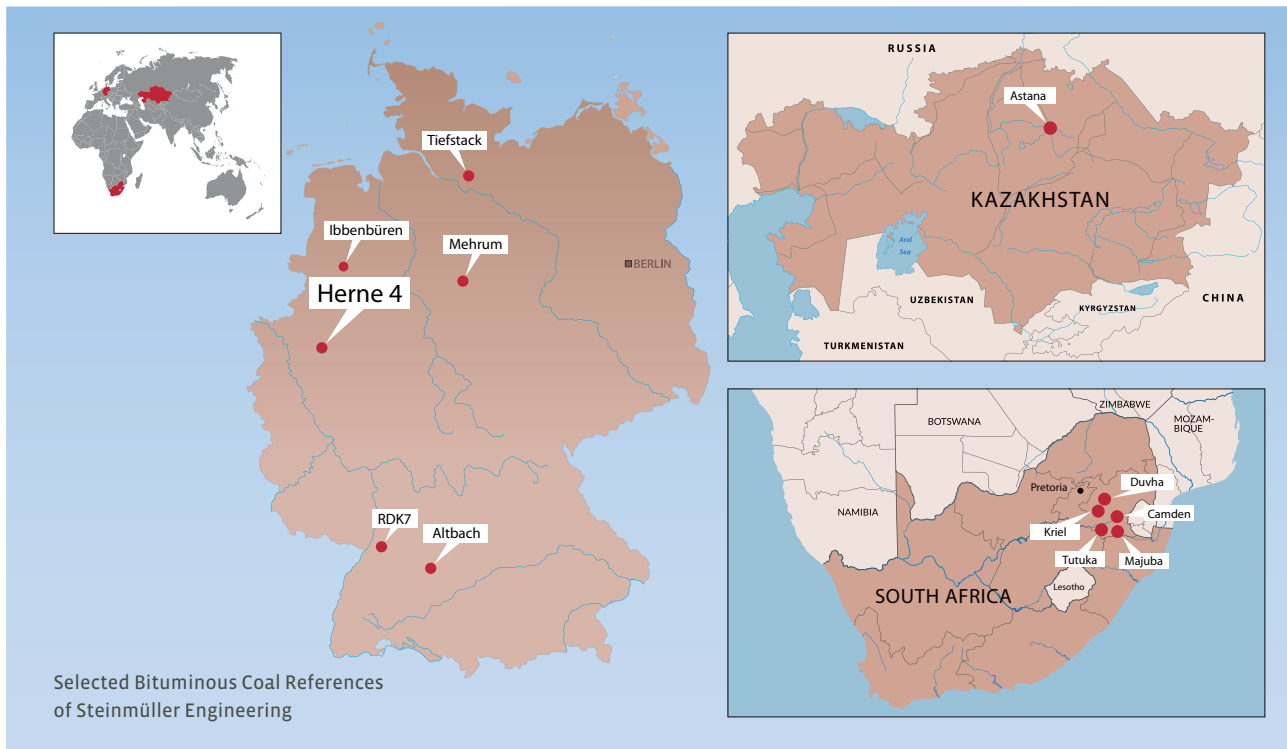 Tiefstack
Ibbenbüren
Mehrum
BERLIN
Herne 4
RDK7
Altbach
Selected Bituminous Coal References
of Steinmüller Engineering
RUSSIA
Astana
KAZAKHSTAN
Aral
Sea
UZBEKISTAN
KYRGYZSTAN
CHINA
TURKMENISTAN
ZIMBABWE
MOZAM-
BIQUE
BOTSWANA
NAMIBIA
Pretoria
Duvha
Camden
Kriel
Tutuka
Majuba
Lesotho
SOUTH AFRICA